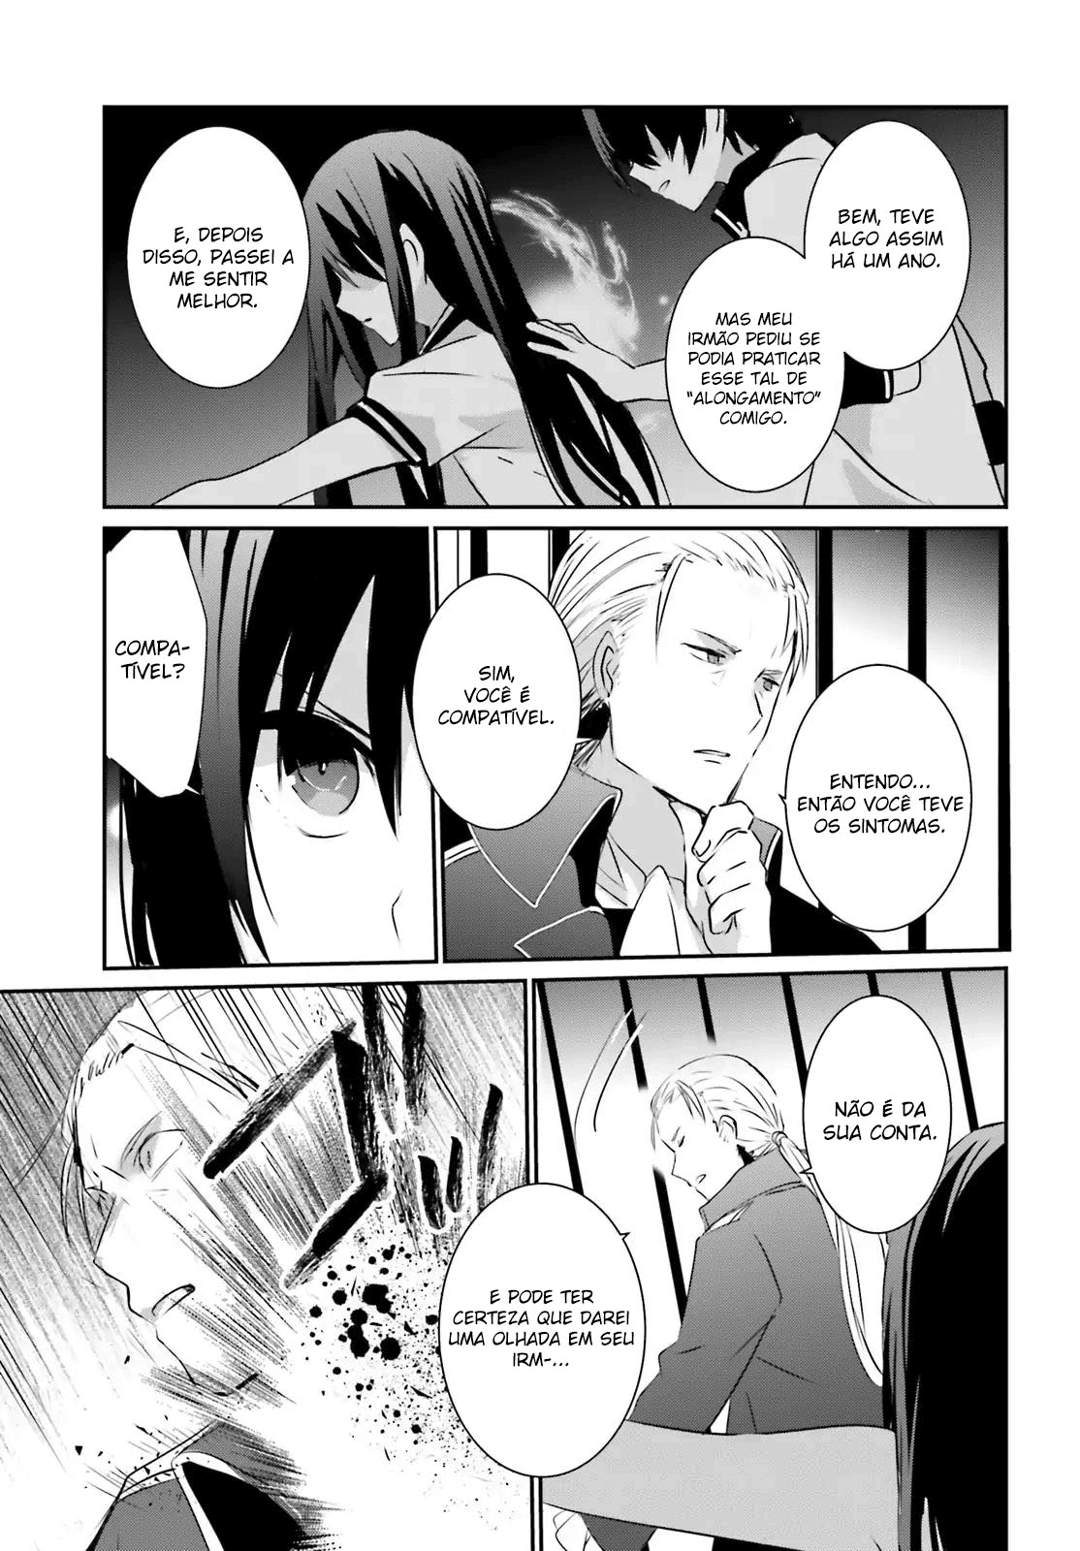 BEM, TEVE
ALGO ASSIM
HÁ UM ANO.
MAS MEU
IRMÃO PEDIU SE
PODIA PRATICAR
ESSE TAL DE
"ALONGAMENTO"
COMIGO.
E, DEPOIS
DISSO, PASSEI A
ME SENTIR
MELHOR.
ENTENDO...
ENTÃO VOCÊ TEVE
OS SINTOMAS.
SIM,
VOCÊ É
COMPATÍVEL.
COMPA-
TÍVEL?
NÃO É DA
SUA CONTA.
E PODE TER
CERTEZA QUE DAREI
UMA OLHADA EM SEU
IRM-...